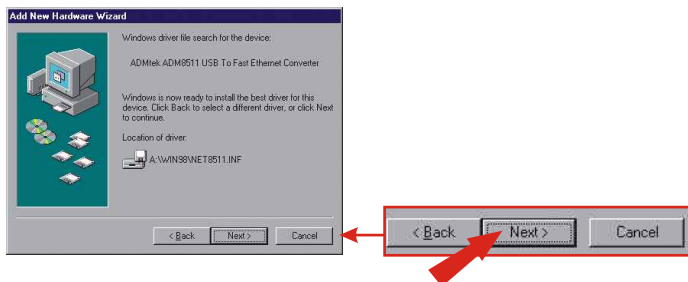 Add New Hardware Wizard
Windows driver file search for the device:
ADMtek ADM8511 USB To Fast Ethernet Converter
Windows is now ready to install the best driver for this
device. Click Back to select a different driver, or click Next
to continue.
Location of driver:
A:\WIN98\NET8511.INF
< Back Next > Cancel
< Back Next > Cancel